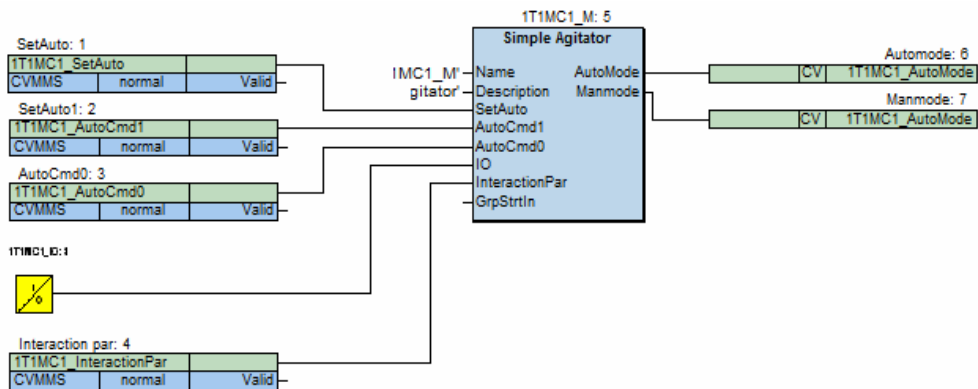 1T1MC1_M: 5
Simple Agitator
SetAuto: 1
1T1MC1_SetAuto
CVMMS normal Valid
SetAuto1: 2
1T1MC1_AutoCmd1
CVMMS normal Valid
AutoCmd0: 3
1T1MC1_AutoCmd0
CVMMS normal Valid
1T1MC1_IO: 8
I/O
Interaction par: 4
1T1MC1_InteractionPar
CVMMS normal Valid
1MC1_M' Name AutoMode
gitator' Description Manmode
SetAuto
AutoCmd1
AutoCmd0
IO
InteractionPar
GrpStrtIn
Automode: 6
CV 1T1MC1_AutoMode
Manmode: 7
CV 1T1MC1_AutoMode